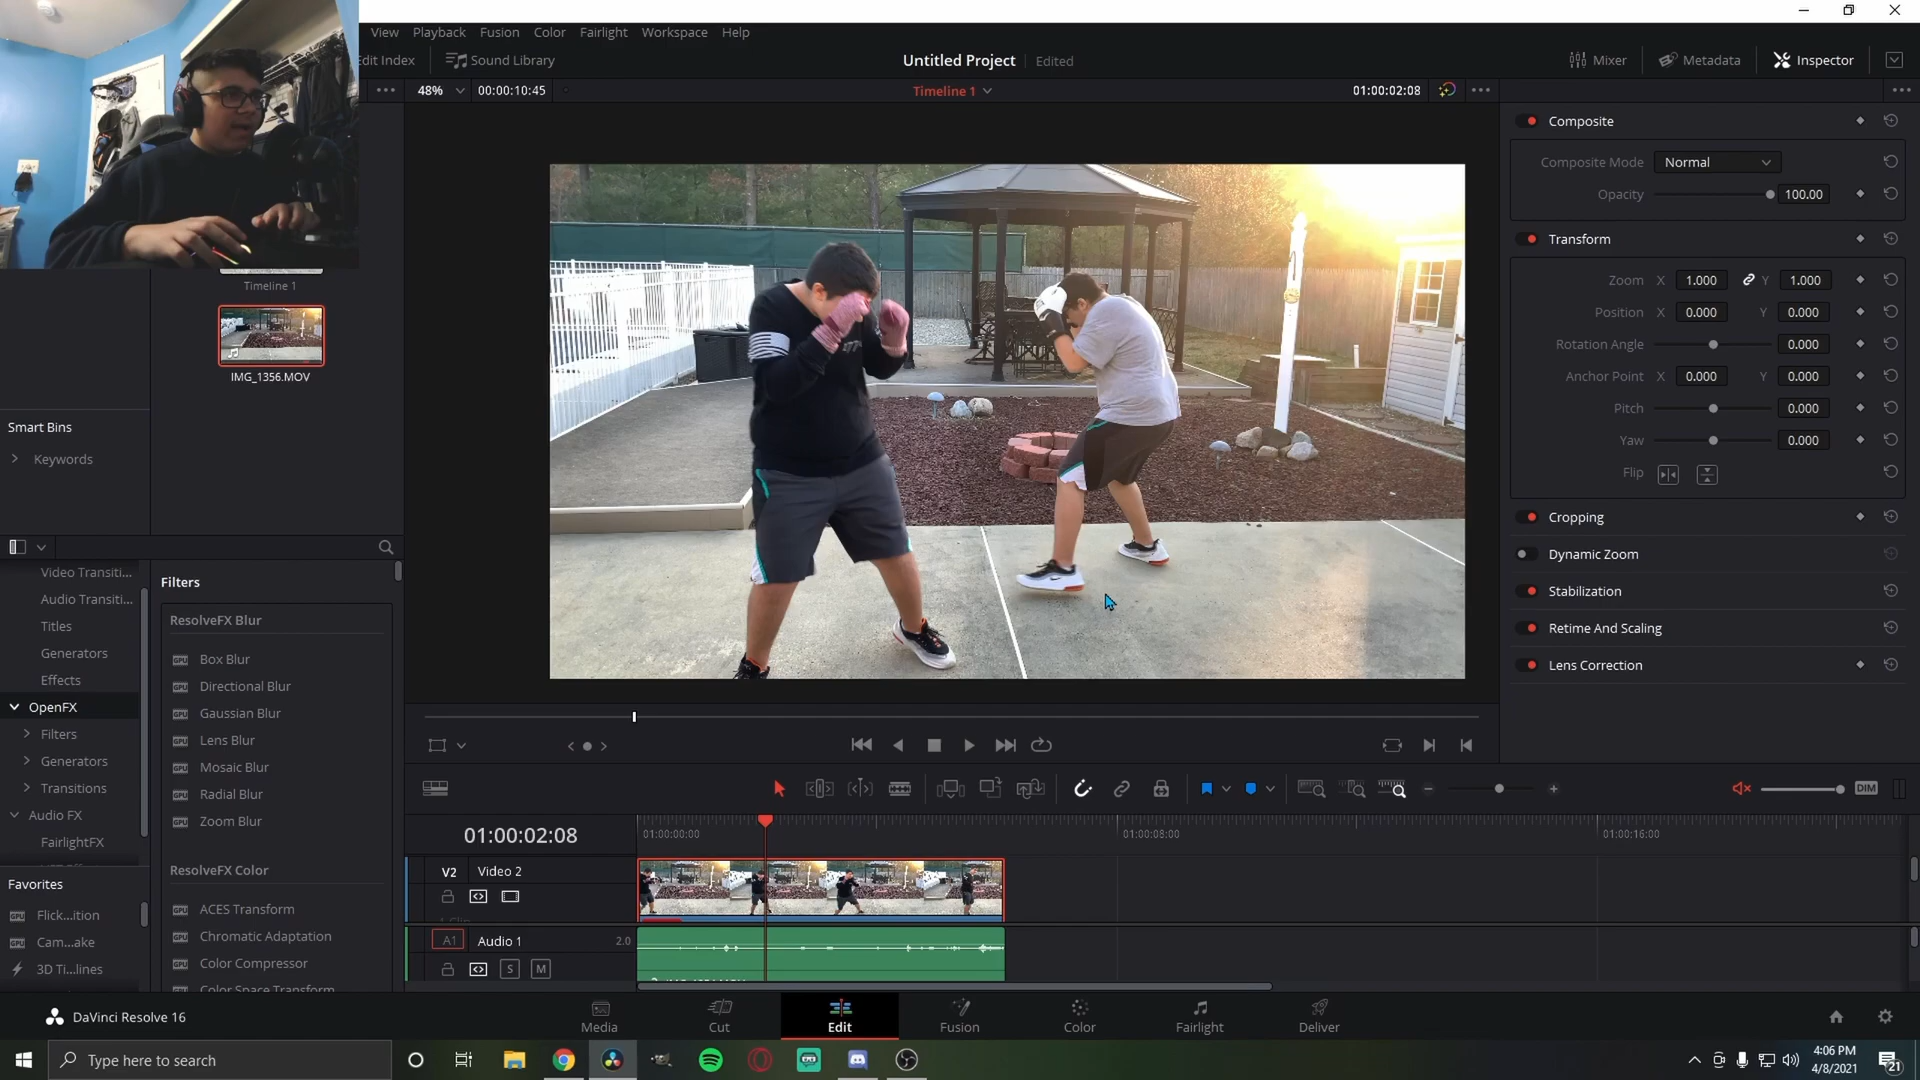 View Playback Fusion Color Fairlight Workspace Help
Edit Index Sound Library Untitled Project Edited Mixer Metadata Inspector
48% 00:00:10:45 Timeline 1 01:00:02:08
Composite
Composite Mode Normal
Opacity 100.00
Transform
Zoom X 1.000 Y 1.000
Position X 0.000 Y 0.000
Rotation Angle 0.000
Anchor Point X 0.000 Y 0.000
Pitch 0.000
Yaw 0.000
Flip
Cropping
Dynamic Zoom
Stabilization
Retime And Scaling
Lens Correction
Timeline 1
IMG_1356.MOV
Smart Bins
Keywords
Video Transiti...
Audio Transiti...
Titles
Generators
Effects
OpenFX
Filters
Generators
Transitions
Audio FX
FairlightFX
Favorites
Flick...ition
Cam...ake
3D Ti...lines
Filters
ResolveFX Blur
Box Blur
Directional Blur
Gaussian Blur
Lens Blur
Mosaic Blur
Radial Blur
Zoom Blur
ResolveFX Color
ACES Transform
Chromatic Adaptation
Color Compressor
Color Space Transform
DIM
01:00:02:08 01:00:00:00 01:00:08:00 01:00:16:00
V2 Video 2
1 Clip
A1 Audio 1 2.0
S M
DaVinci Resolve 16
Media Cut Edit Fusion Color Fairlight Deliver
Type here to search
4:06 PM
4/8/2021
21